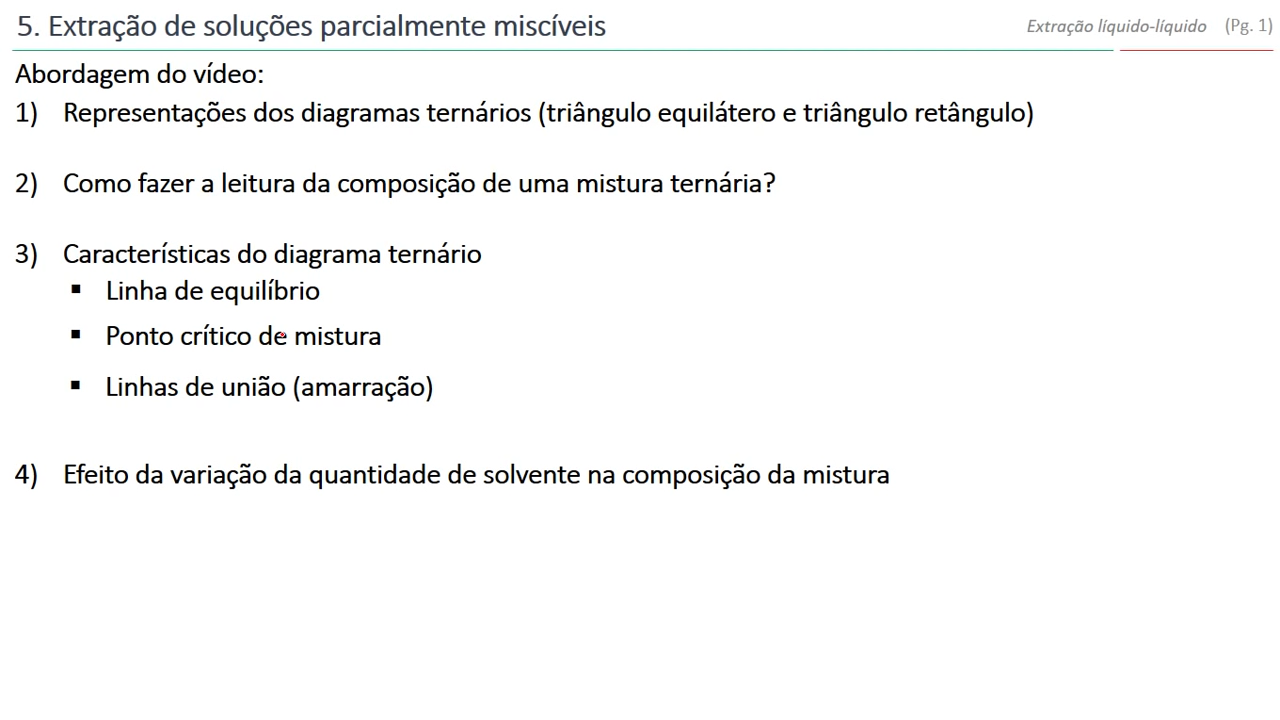 5. Extração de soluções parcialmente miscíveis
Extração líquido-líquido (Pg. 1)
Abordagem do vídeo:
1) Representações dos diagramas ternários (triângulo equilátero e triângulo retângulo)
2) Como fazer a leitura da composição de uma mistura ternária?
3) Características do diagrama ternário
▪ Linha de equilíbrio
▪ Ponto crítico de mistura
▪ Linhas de união (amarração)
4) Efeito da variação da quantidade de solvente na composição da mistura